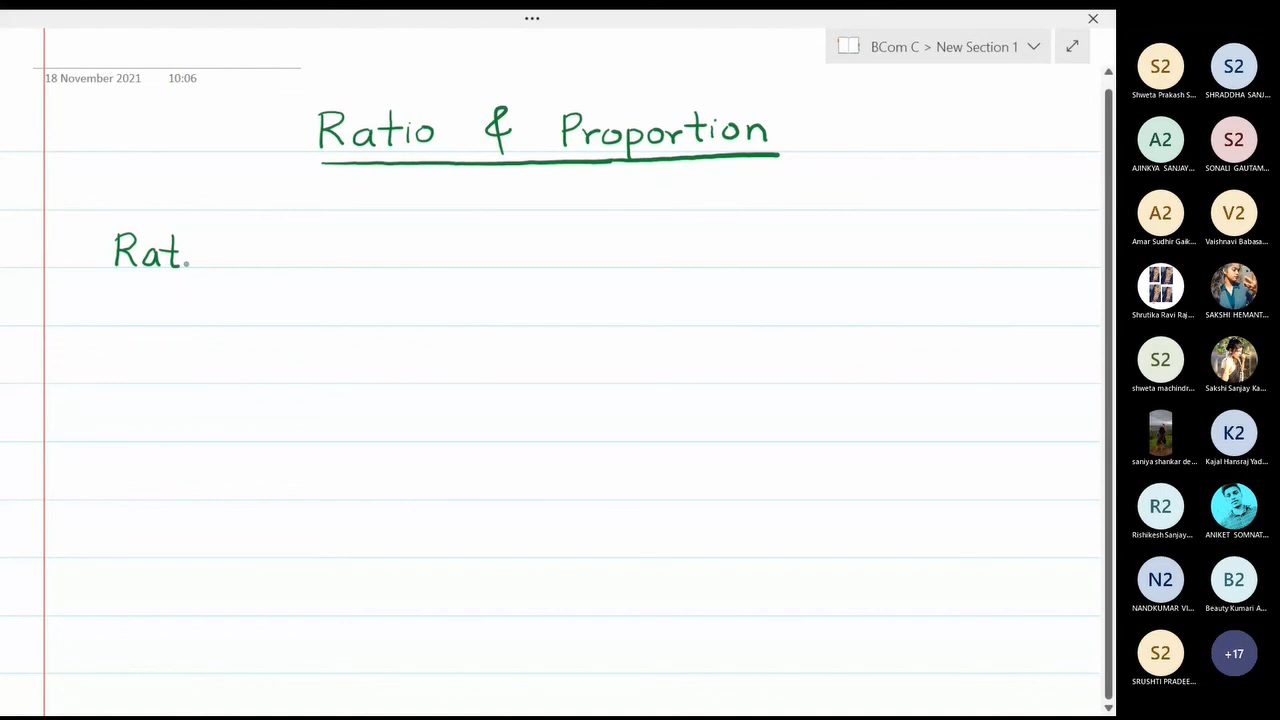 BCom C > New Section 1
18 November 2021 10:06
Ratio & Proportion
Rat
S2 S2
Shweta Prakash S... SHRADDHA SANJ...
A2 S2
AJINKYA SANJAY... SONALI GAUTAM...
A2 V2
Amar Sudhir Gaik... Vaishnavi Babasa...
Shrutika Ravi Raj... SAKSHI HEMANT...
S2
shweta machindr... Sakshi Sanjay Ka...
K2
saniya shankar de... Kajal Hansraj Yad...
R2
Rishikesh Sanjay... ANIKET SOMNAT...
N2 B2
NANDKUMAR VI... Beauty Kumari A...
S2 +17
SRUSHTI PRADEE...